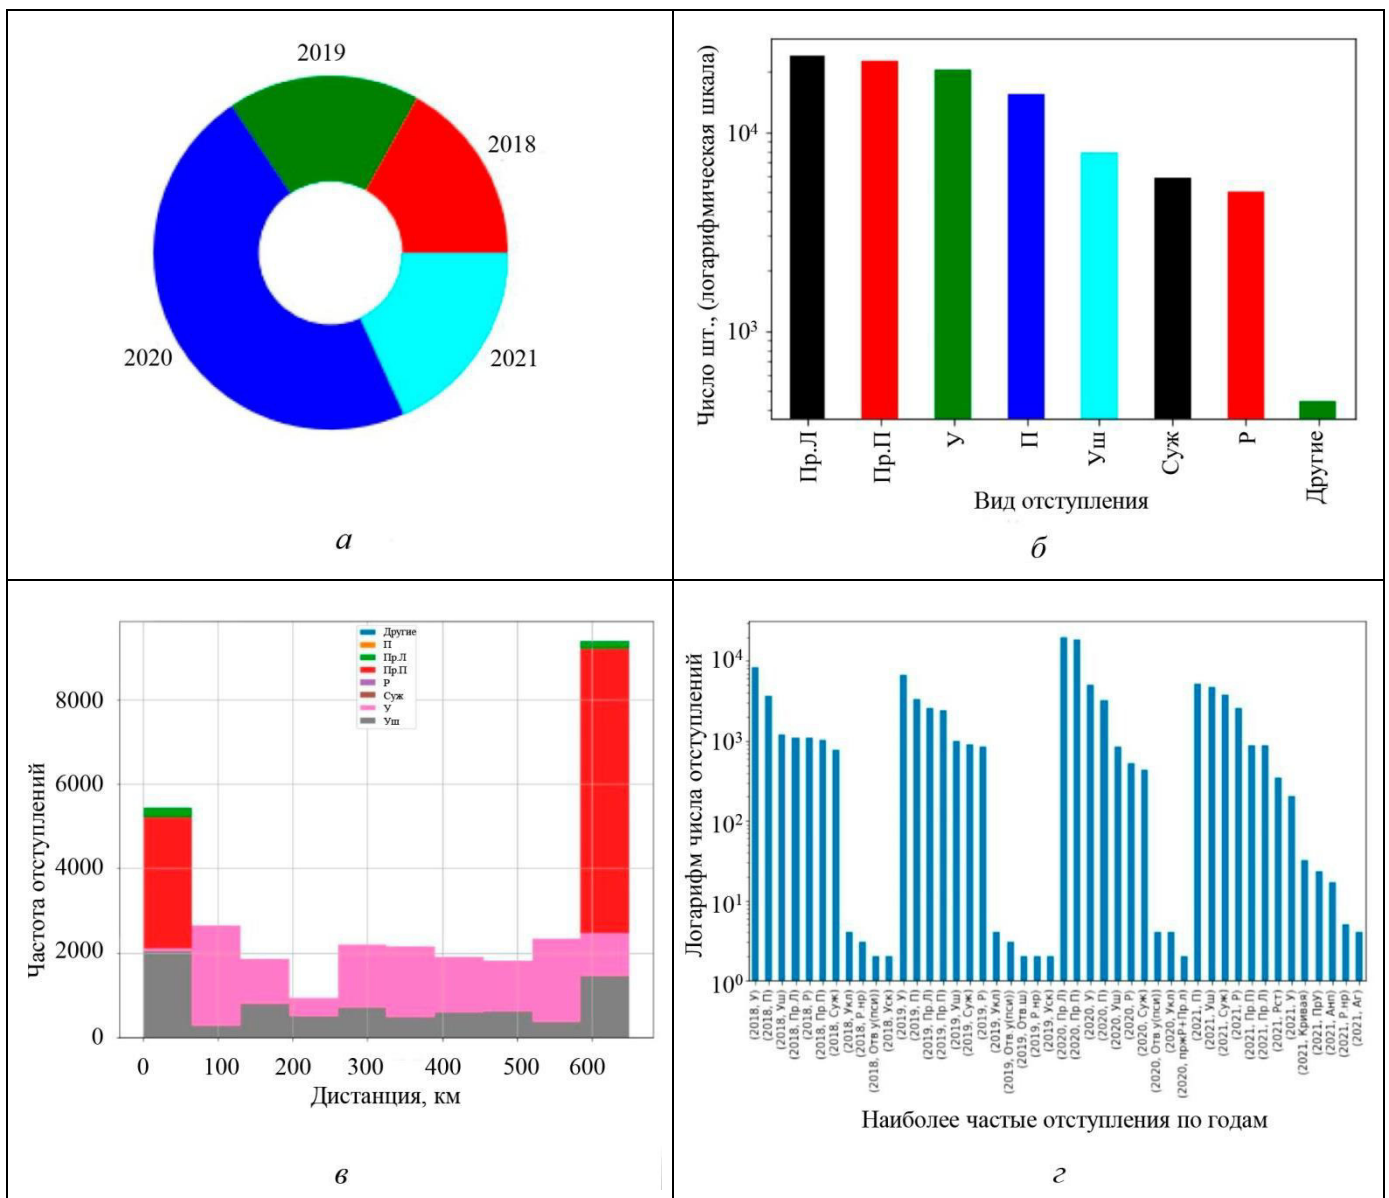 2019
2018
2020
2021
а
Число шт., (логарифмическая шкала)
10⁴
10³
Пр.Л
Пр.П
У
П
Уш
Суж
Р
Другие
Вид отступления
б
Частота отступлений
8000
6000
4000
2000
0
Другие
П
Пр.Л
Пр.П
Р
Суж
У
Уш
0 100 200 300 400 500 600
Дистанция, км
в
Логарифм числа отступлений
10⁴
10³
10²
10¹
10⁰
(2018, У)
(2018, П)
(2018, Уш)
(2018, Пр Л)
(2018, Р)
(2018, Пр П)
(2018, Суж)
(2018, Укл)
(2018, Р.нр)
(2018, Отв у(пси))
(2018, Уск)
(2019, У)
(2019, П)
(2019, Пр Л)
(2019, Пр П)
(2019, Уш)
(2019, Суж)
(2019, Р)
(2019, Укл)
(2019, Отв у(пси))
(2019, Отв.ш)
(2019, Р.нр)
(2019, Уск)
(2020, Пр Л)
(2020, Пр П)
(2020, У)
(2020, П)
(2020, Уш)
(2020, Р)
(2020, Суж)
(2020, Отв у(пси))
(2020, Укл)
(2020, пржР+Пр.л)
(2021, П)
(2021, Уш)
(2021, Суж)
(2021, Р)
(2021, Пр П)
(2021, Пр Л)
(2021, Рст)
(2021, У)
(2021, Кривая)
(2021, ПрУ)
(2021, Анп)
(2021, Р.нр)
(2021, Аг)
Наиболее частые отступления по годам
г